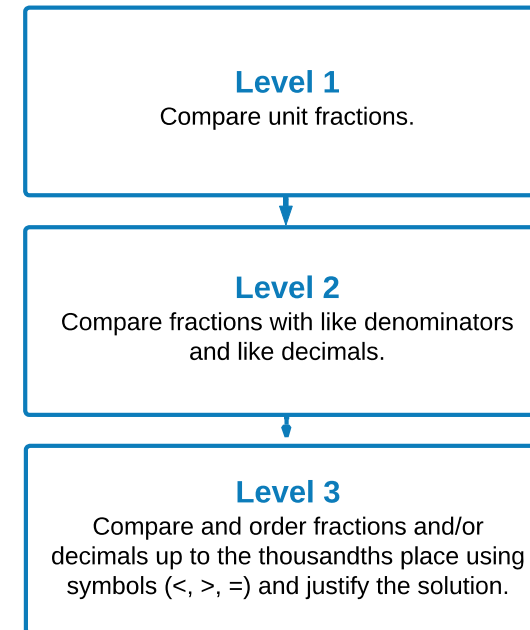 Level 1
Compare unit fractions.
Level 2
Compare fractions with like denominators
and like decimals.
Level 3
Compare and order fractions and/or
decimals up to the thousandths place using
symbols (<, >, =) and justify the solution.